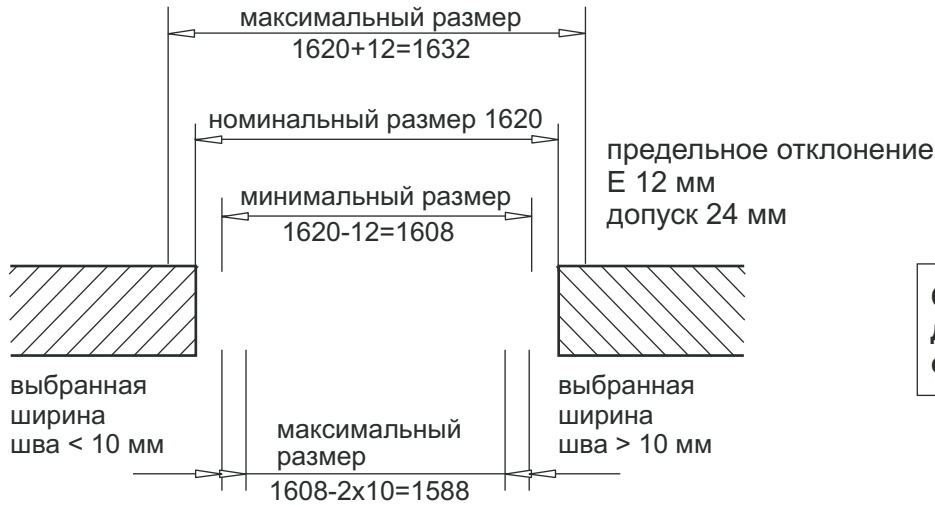 максимальный размер
1620+12=1632
номинальный размер 1620
предельное отклонение
Е 12 мм
допуск 24 мм
минимальный размер
1620-12=1608
выбранная
ширина
шва < 10 мм
выбранная
ширина
шва > 10 мм
максимальный
размер
1608-2х10=1588